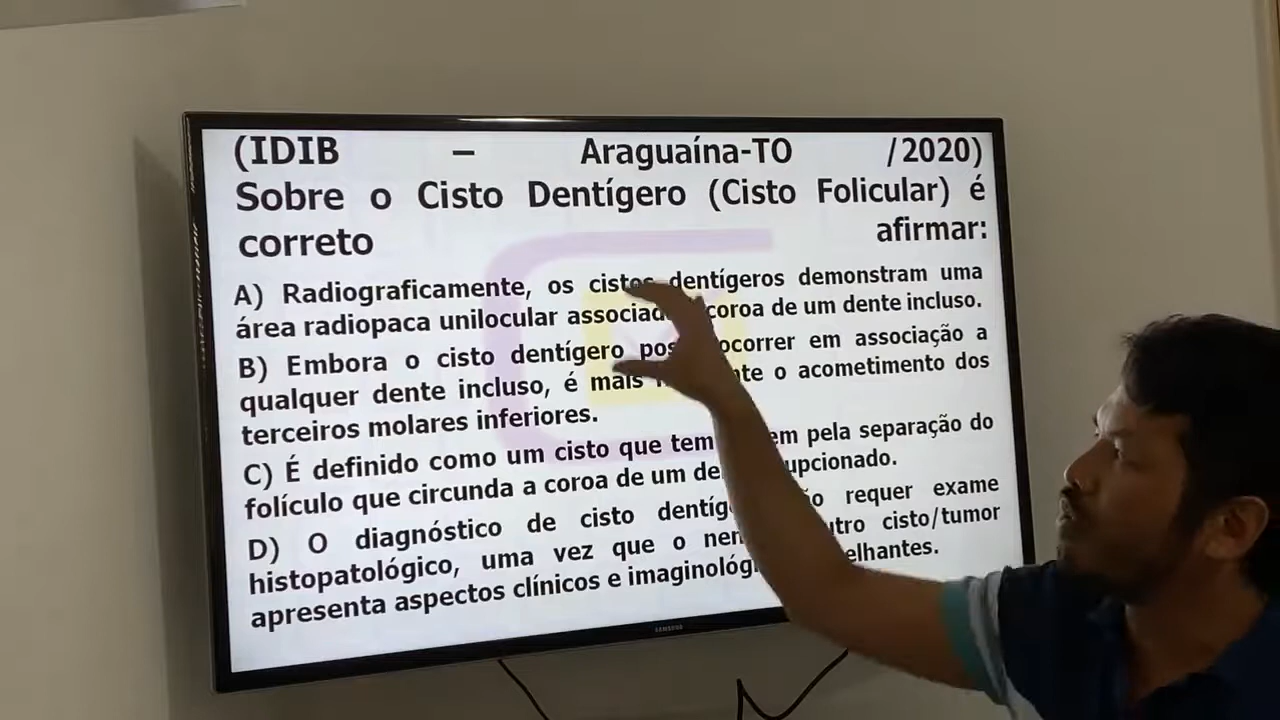 (IDIB – Araguaína-TO /2020)
Sobre o Cisto Dentígero (Cisto Folicular) é
correto afirmar:
A) Radiograficamente, os cistos dentígeros demonstram uma
área radiopaca unilocular associad coroa de um dente incluso.
B) Embora o cisto dentígero pos ocorrer em associação a
qualquer dente incluso, é mais nte o acometimento dos
terceiros molares inferiores.
C) É definido como um cisto que tem em pela separação do
folículo que circunda a coroa de um de upcionado.
D) O diagnóstico de cisto dentíg o requer exame
histopatológico, uma vez que o nen utro cisto/tumor
apresenta aspectos clínicos e imaginológi elhantes.
SAMSUNG